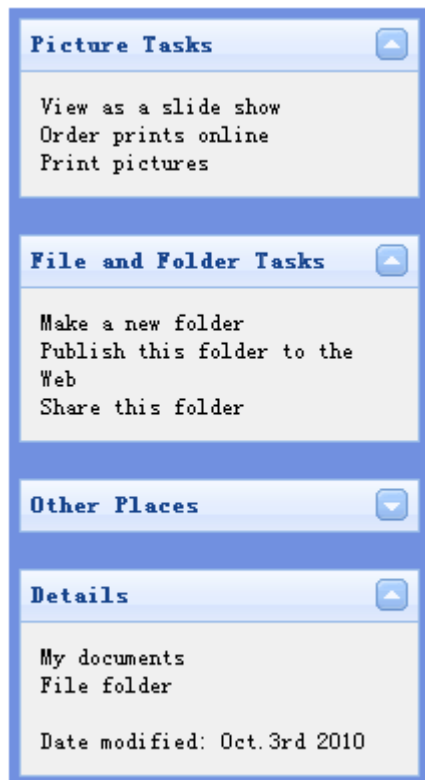 Picture Tasks
View as a slide show
Order prints online
Print pictures
File and Folder Tasks
Make a new folder
Publish this folder to the
Web
Share this folder
Other Places
Details
My documents
File folder
Date modified: Oct.3rd 2010